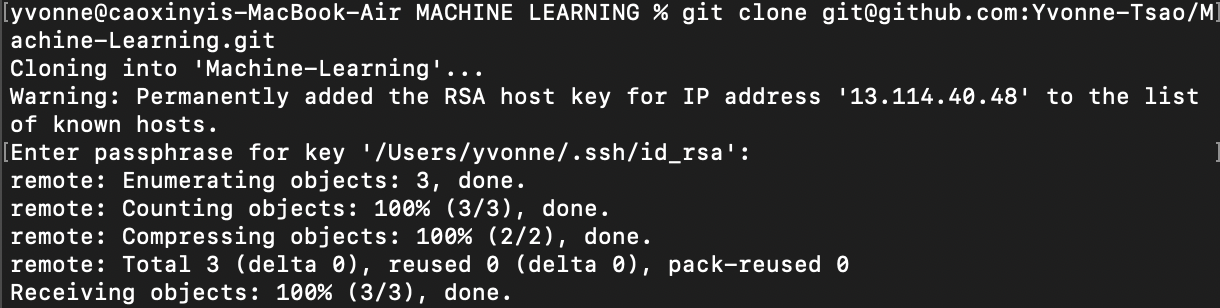 [yvonne@caoxinyis-MacBook-Air MACHINE LEARNING % git clone git@github.com:Yvonne-Tsao/M]
achine-Learning.git
Cloning into 'Machine-Learning'...
Warning: Permanently added the RSA host key for IP address '13.114.40.48' to the list
of known hosts.
[Enter passphrase for key '/Users/yvonne/.ssh/id_rsa': ]
remote: Enumerating objects: 3, done.
remote: Counting objects: 100% (3/3), done.
remote: Compressing objects: 100% (2/2), done.
remote: Total 3 (delta 0), reused 0 (delta 0), pack-reused 0
Receiving objects: 100% (3/3), done.